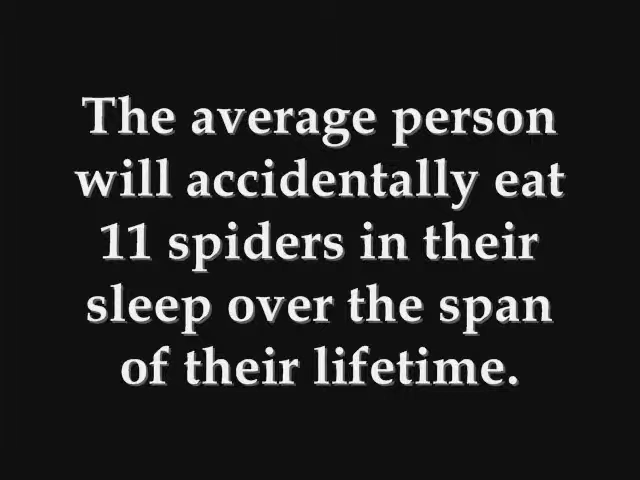 The average person
will accidentally eat
11 spiders in their
sleep over the span
of their lifetime.